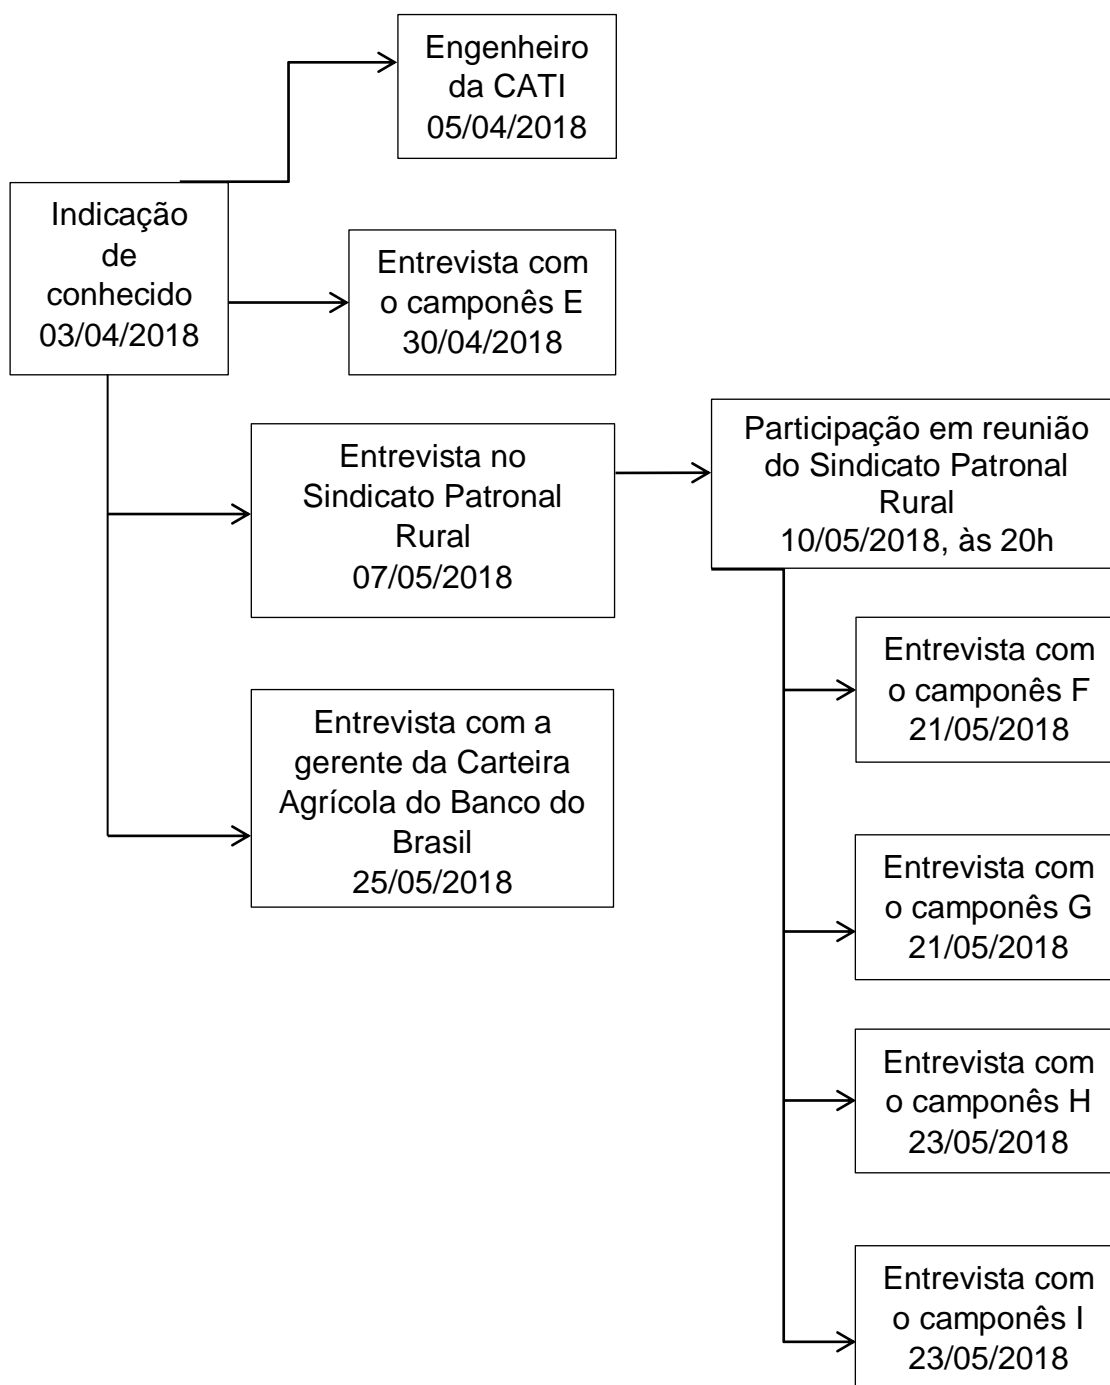 Engenheiro
da CATI
05/04/2018
Indicação
de
conhecido
03/04/2018
Entrevista com
o camponês E
30/04/2018
Entrevista no
Sindicato Patronal
Rural
07/05/2018
Participação em reunião
do Sindicato Patronal
Rural
10/05/2018, às 20h
Entrevista com
o camponês F
21/05/2018
Entrevista com a
gerente da Carteira
Agrícola do Banco do
Brasil
25/05/2018
Entrevista com
o camponês G
21/05/2018
Entrevista com
o camponês H
23/05/2018
Entrevista com
o camponês I
23/05/2018